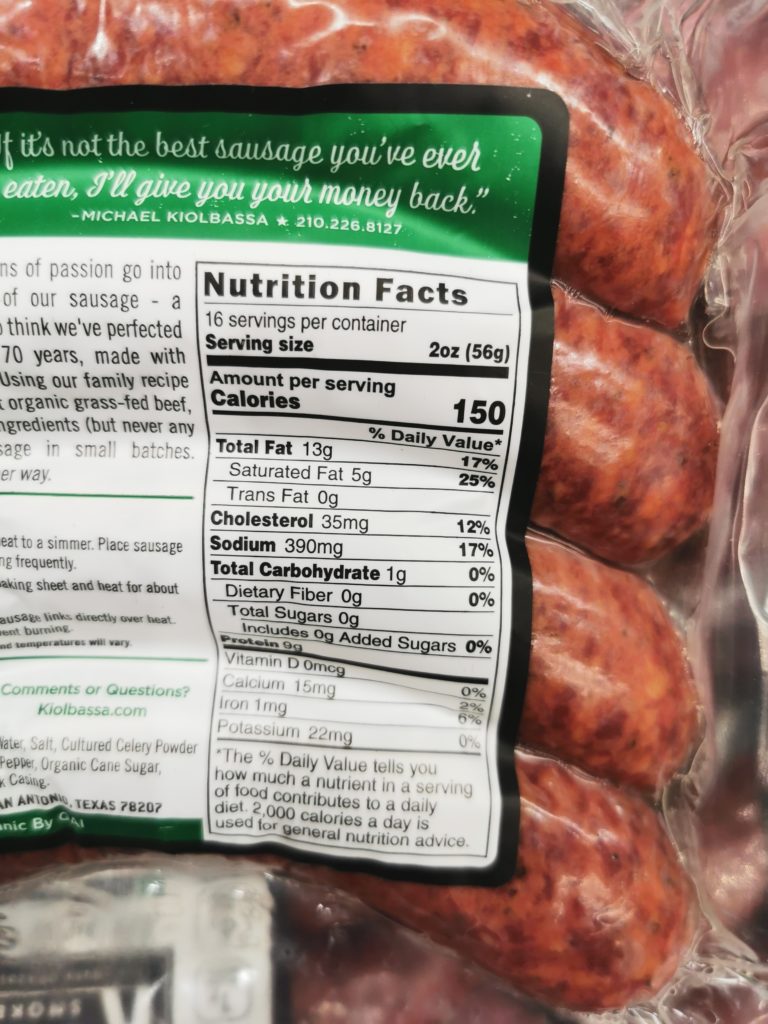 If it's not the best sausage you've ever
eaten, I'll give you your money back."
-MICHAEL KIOLBASSA ★ 210.226.8127
ns of passion go into
of our sausage - a
think we've perfected
70 years, made with
Using our family recipe
organic grass-fed beef,
ngredients (but never any
sage in small batches.
er way.
eat to a simmer. Place sausage
ng frequently.
aking sheet and heat for about
ausage links directly over heat.
vent burning.
nd temperatures will vary.
Comments or Questions?
Kiolbassa.com
Water, Salt, Cultured Celery Powder
Pepper, Organic Cane Sugar,
k Casing.
AN ANTONIO, TEXAS 78207
anic By
Nutrition Facts
16 servings per container
Serving size 2oz (56g)
Amount per serving
Calories 150
% Daily Value*
Total Fat 13g 17%
Saturated Fat 5g 25%
Trans Fat 0g
Cholesterol 35mg 12%
Sodium 390mg 17%
Total Carbohydrate 1g 0%
Dietary Fiber 0g 0%
Total Sugars 0g
Includes 0g Added Sugars 0%
Protein 9g
Vitamin D 0mcg 0%
Calcium 15mg 2%
Iron 1mg 6%
Potassium 22mg 0%
*The % Daily Value tells you
how much a nutrient in a serving
of food contributes to a daily
diet. 2,000 calories a day is
used for general nutrition advice.